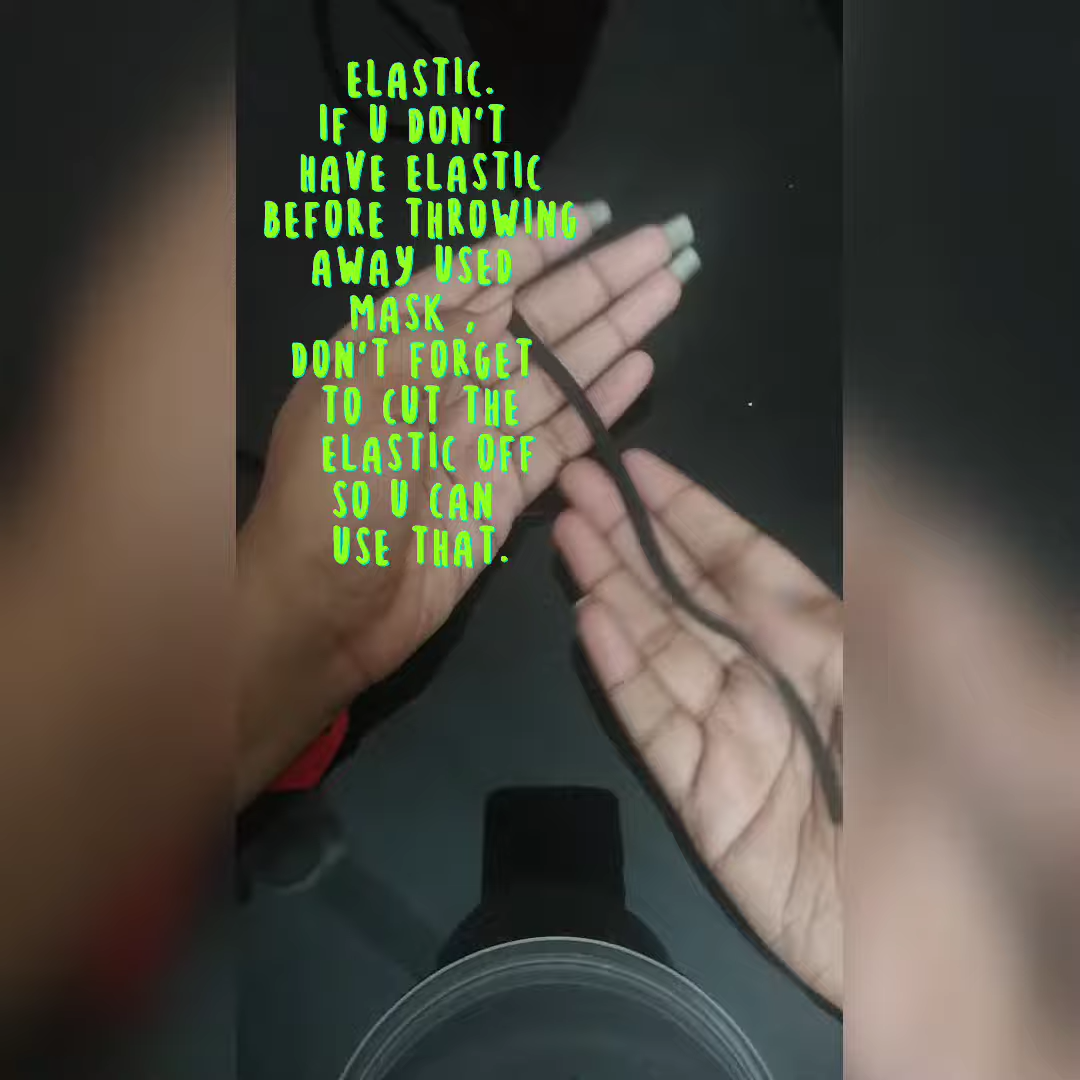 ELASTIC.
IF U DON'T
HAVE ELASTIC
BEFORE THROWING
AWAY USED
MASK ,
DON'T FORGET
TO CUT THE
ELASTIC OFF
SO U CAN
USE THAT.